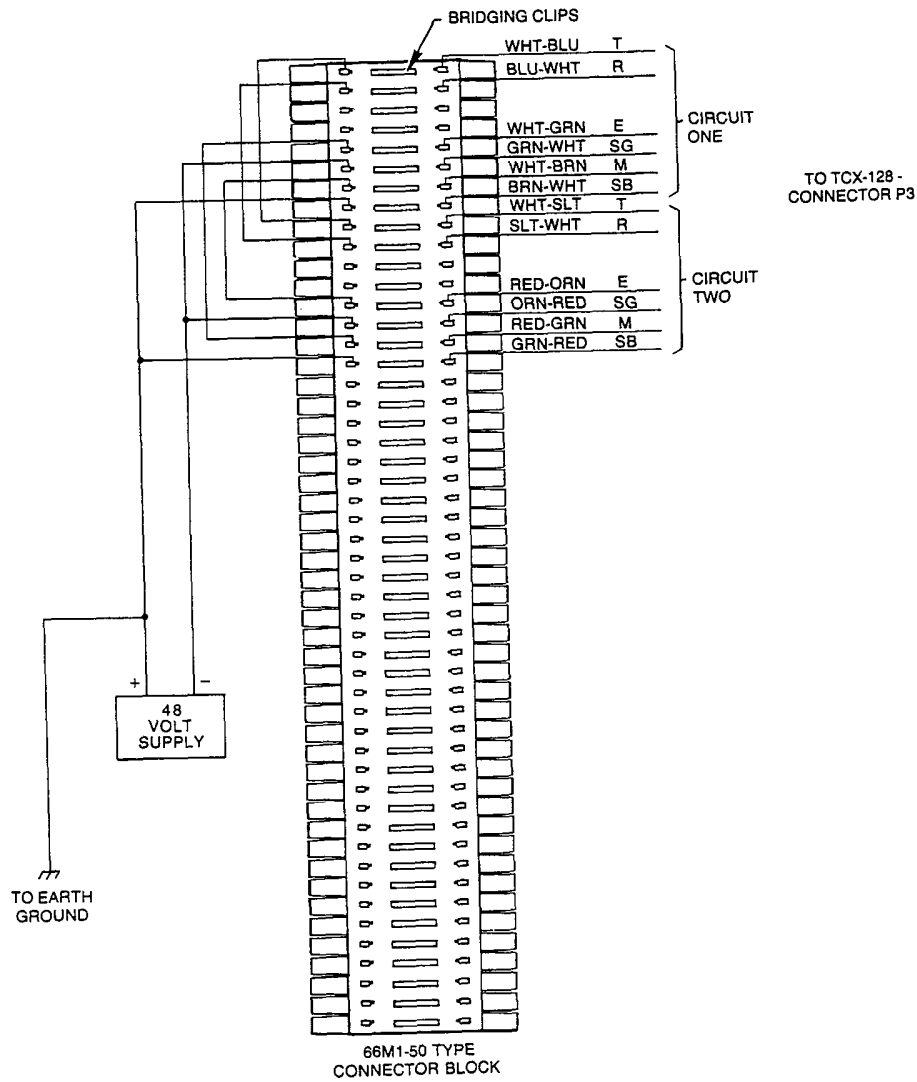 BRIDGING CLIPS
WHT-BLU T
BLU-WHT R
WHT-GRN E
GRN-WHT SG
WHT-BRN M
BRN-WHT SB
CIRCUIT
ONE
WHT-SLT T
SLT-WHT R
RED-ORN E
ORN-RED SG
RED-GRN M
GRN-RED SB
CIRCUIT
TWO
TO TCX-128 -
CONNECTOR P3
+ −
48
VOLT
SUPPLY
TO EARTH
GROUND
66M1-50 TYPE
CONNECTOR BLOCK